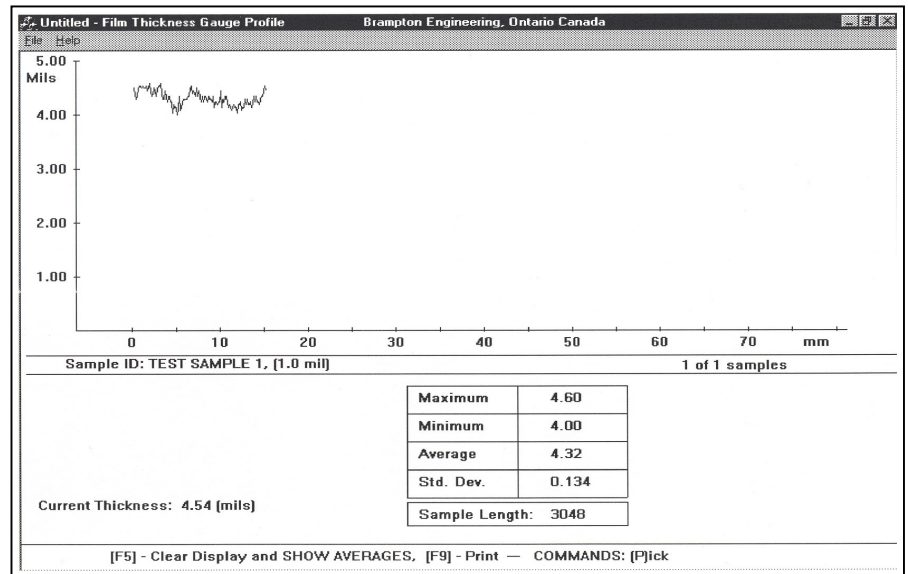 Untitled - Film Thickness Gauge Profile Brampton Engineering, Ontario Canada
File Help
5.00
Mils
4.00
3.00
2.00
1.00
0 10 20 30 40 50 60 70 mm
Sample ID: TEST SAMPLE 1, (1.0 mil) 1 of 1 samples
Maximum 4.60
Minimum 4.00
Average 4.32
Std. Dev. 0.134
Current Thickness: 4.54 (mils)
Sample Length: 3048
[F5] - Clear Display and SHOW AVERAGES, [F9] - Print — COMMANDS: (P)ick